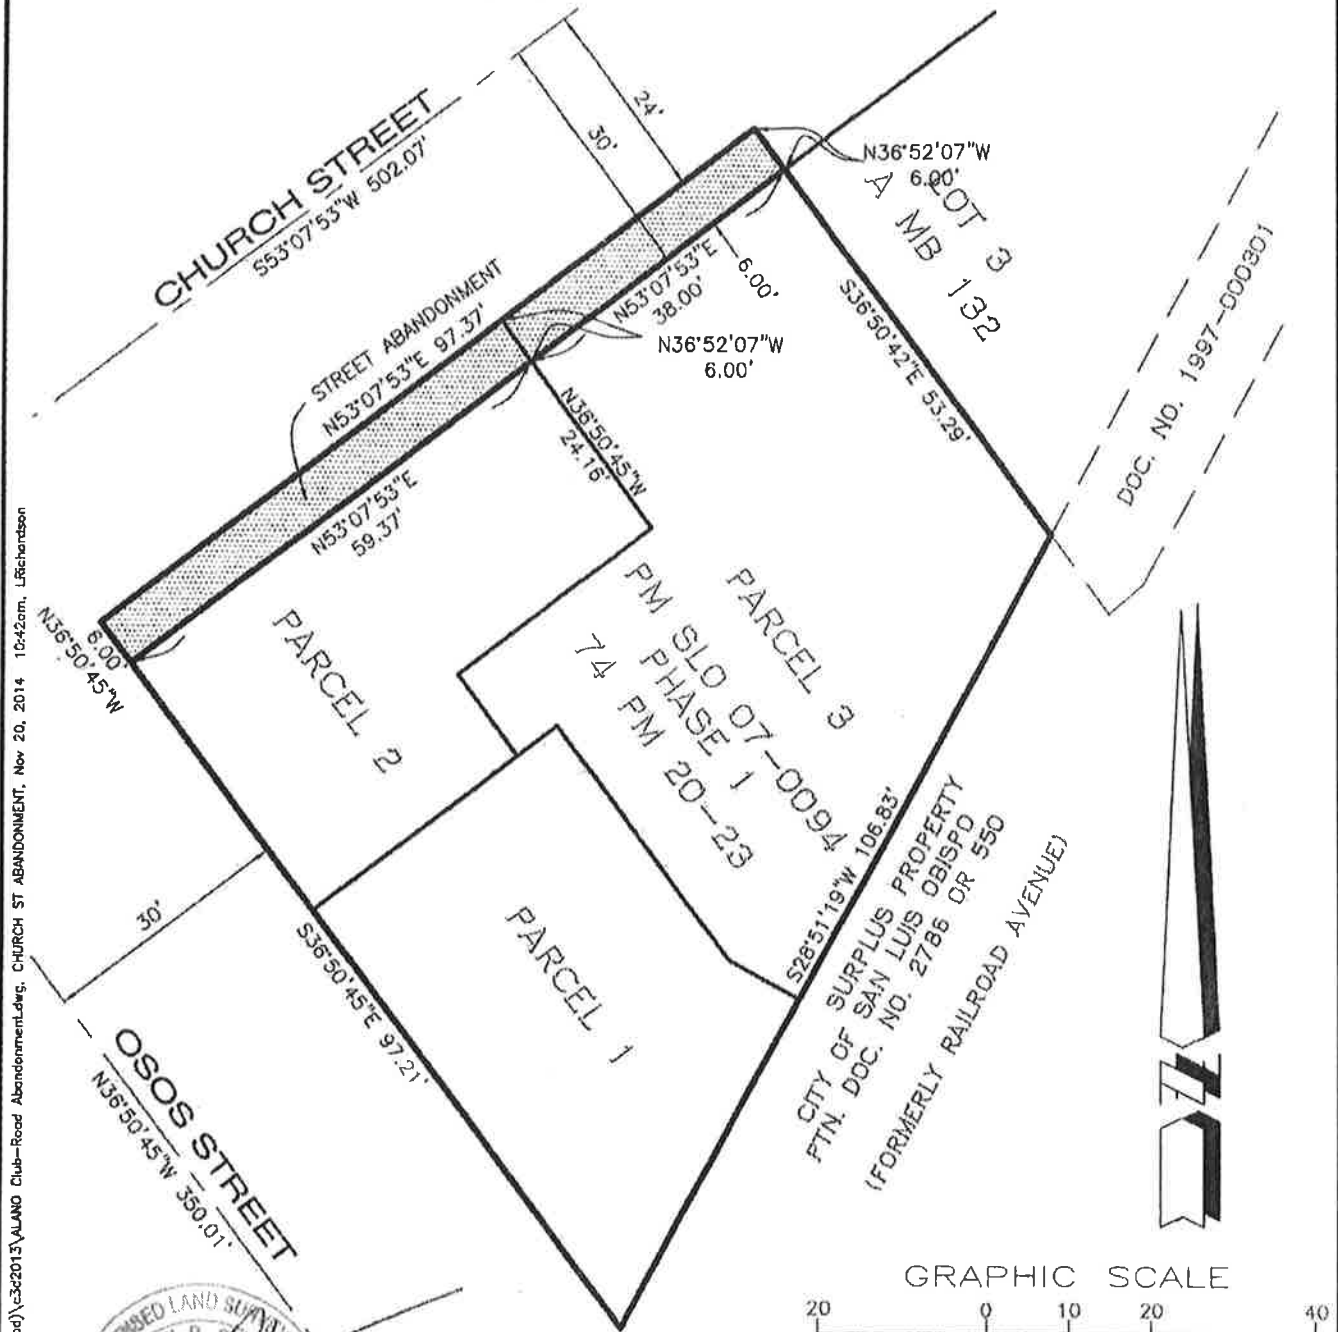 CHURCH STREET
S53°07'53"W 502.07'
24'
30'
N36°52'07"W
6.00'
LOT 3
A MB 132
DOC. NO. 1997-000301
STREET ABANDONMENT
N53°07'53"E 97.37'
N53°07'53"E
38.00'
6.00'
N36°52'07"W
6.00'
S36°50'42"E 53.29'
N36°50'45"W
24.16'
N53°07'53"E
59.37'
6.00'
N36°50'45"W
PARCEL 2
PARCEL 3
PM SLO 07-0094
PHASE 1
74 PM 20-23
PARCEL 1
S28°51'19"W 106.83'
CITY OF SAN LUIS OBISPO
SURPLUS PROPERTY
PTN. DOC. NO. 2786 OR 550
(FORMERLY RAILROAD AVENUE)
30'
S36°50'45"E 97.21'
OSOS STREET
N36°50'45"W 350.01'
GRAPHIC SCALE
20 0 10 20 40
LAND
od)\c3d2013\ALANO Club-Road Abandonment.dwg, CHURCH ST ABANDONMENT, Nov 20, 2014 10:42am, LRichardson